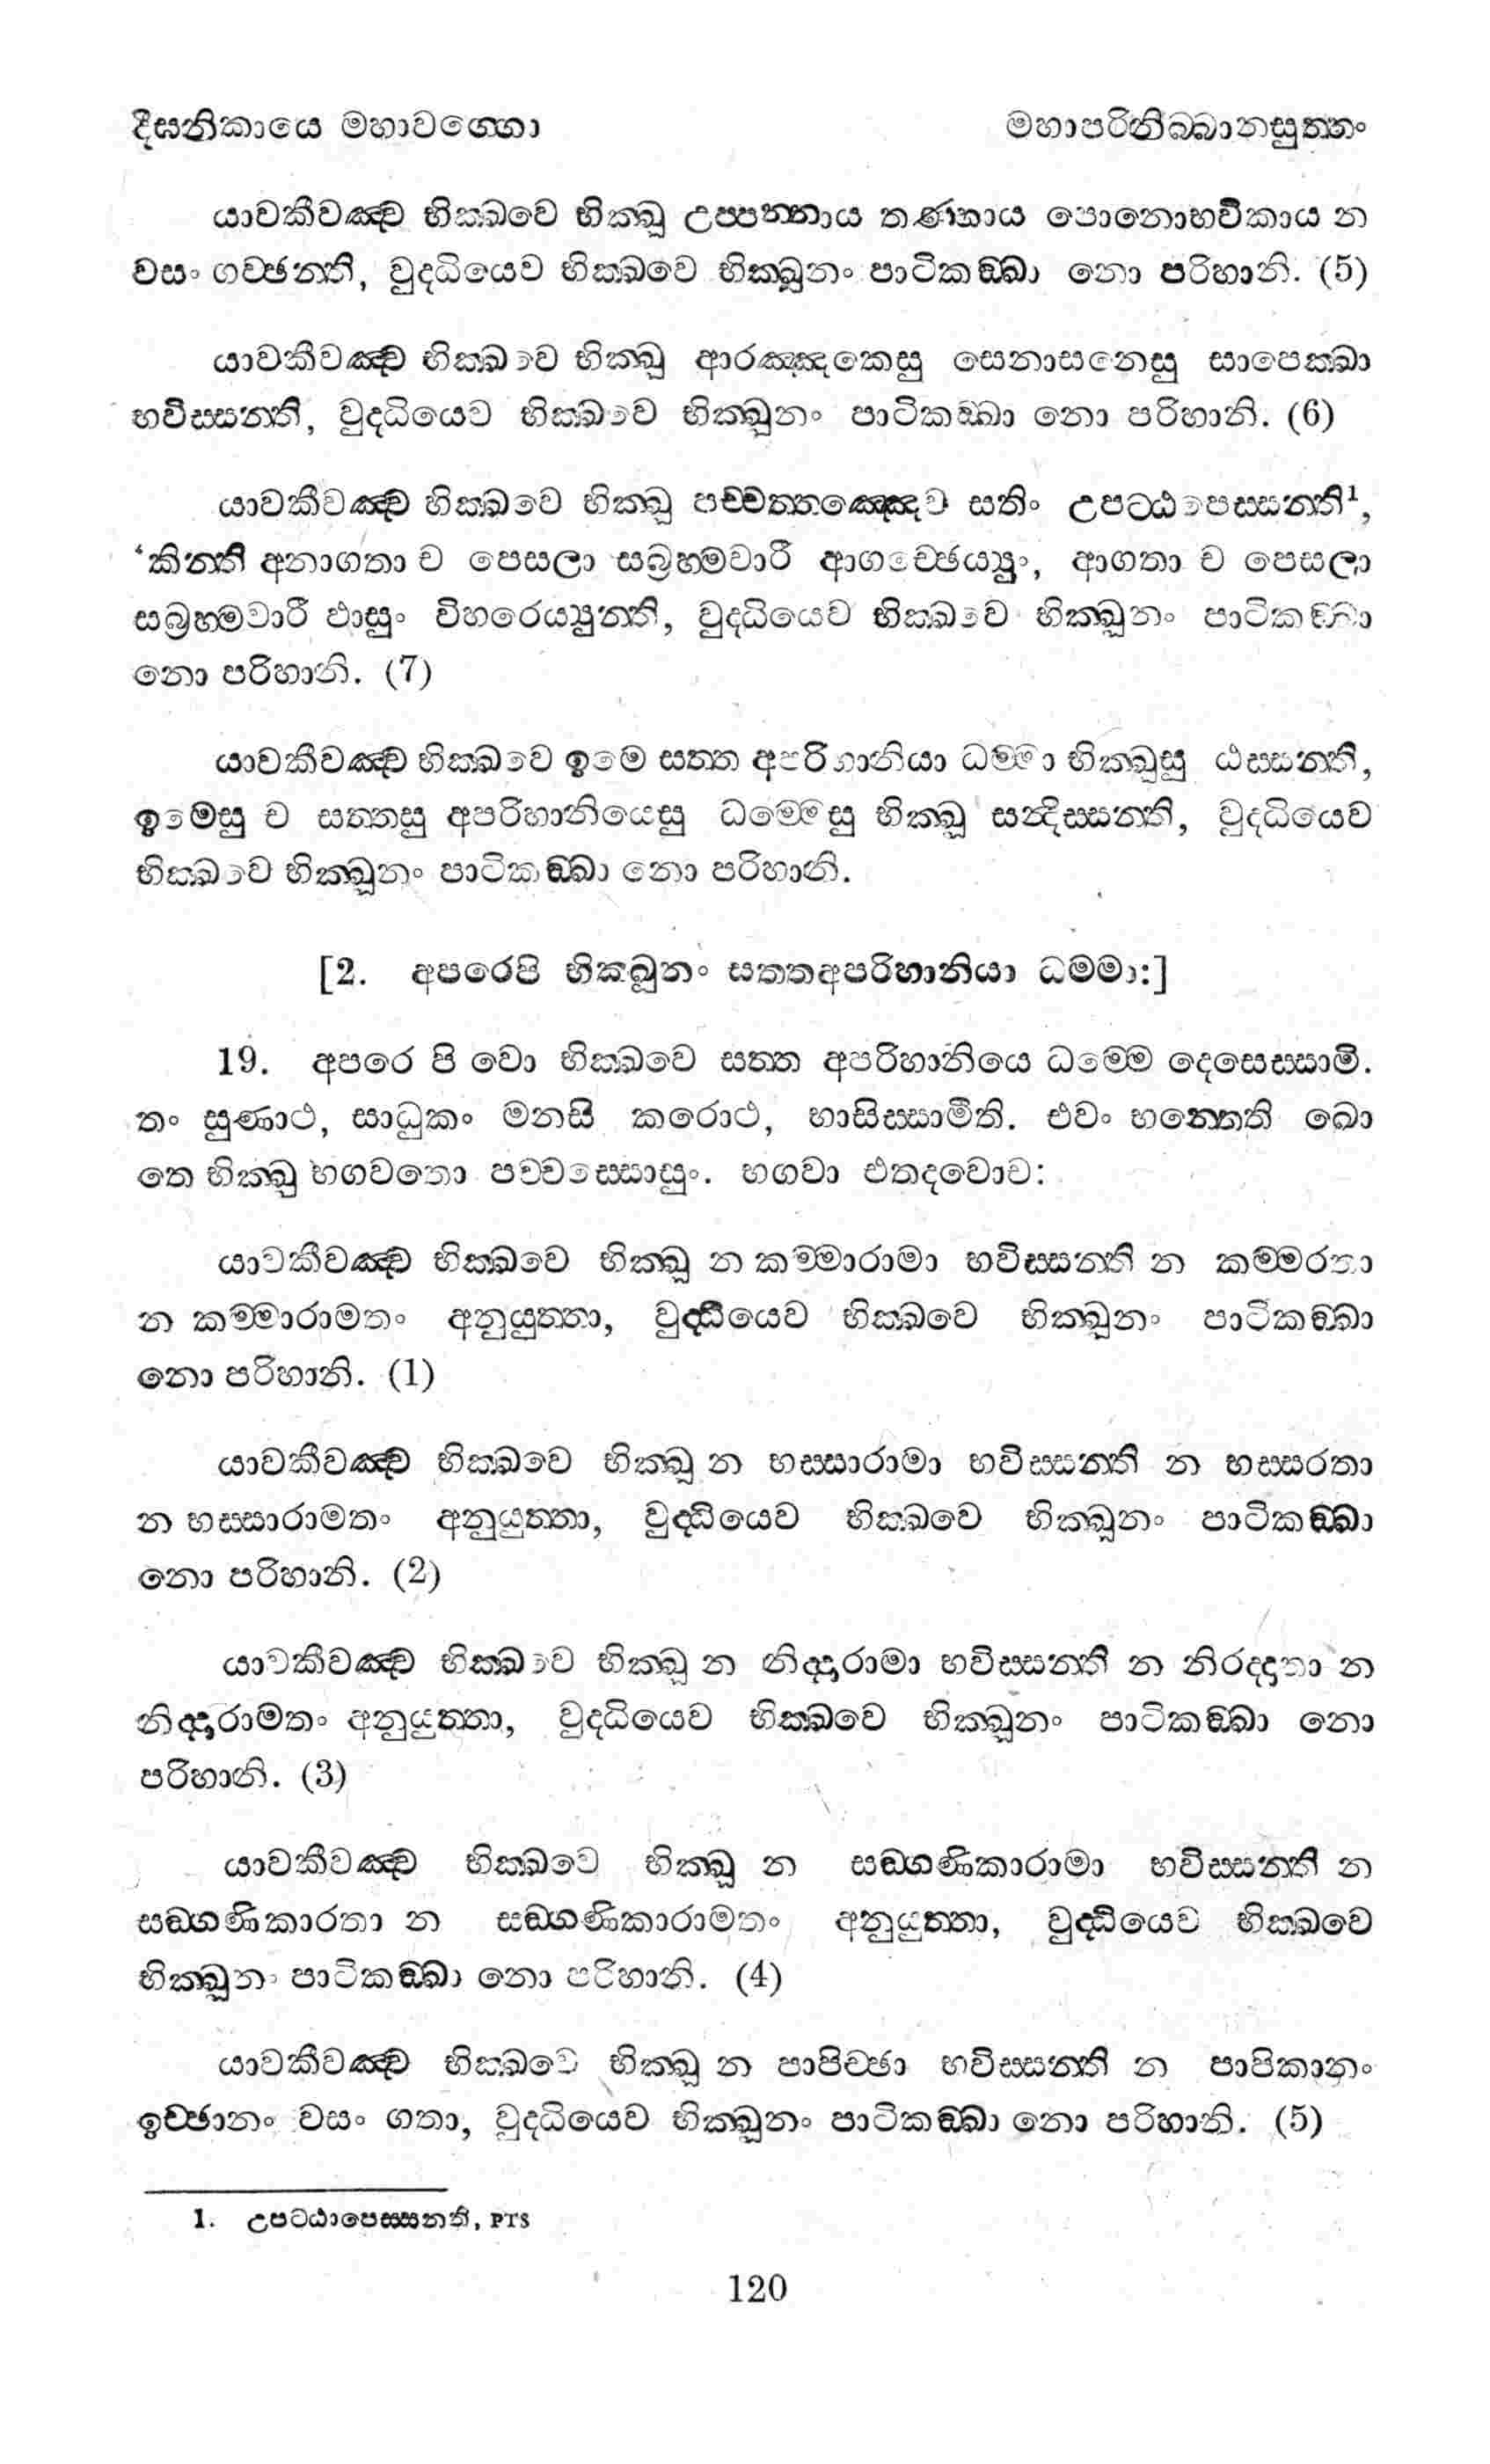 දීඝනිකායෙ මහාවග්ගො
මහාපරිනිබ්බානසුත්තං
යාවකීවඤ්ච භික්ඛවෙ භික්ඛූ උප්පන්නාය තණ්හාය පොනොභවිකාය න
වසං ගච්ඡන්ති, වුද්ධියෙව භික්ඛවෙ භික්ඛූනං පාටිකඞ්ඛා නො පරිහානි. (5)
යාවකීවඤ්ච භික්ඛවෙ භික්ඛූ ආරඤ්ඤකෙසු සෙනාසනෙසු සාපෙක්ඛා
භවිස්සන්ති, වුද්ධියෙව භික්ඛවෙ භික්ඛූනං පාටිකඞ්ඛා නො පරිහානි. (6)
යාවකීවඤ්ච භික්ඛවෙ භික්ඛූ පච්චත්තඤ්ඤෙව සතිං උපට්ඨපෙස්සන්ති¹,
‘කින්ති අනාගතා ච පෙසලා සබ්‍රහ්මචාරී ආගච්ඡෙය්‍යුං, ආගතා ච පෙසලා
සබ්‍රහ්මචාරී ඵාසුං විහරෙය්‍යුන්ති, වුද්ධියෙව භික්ඛවෙ භික්ඛූනං පාටිකඞ්ඛා
නො පරිහානි. (7)
යාවකීවඤ්ච භික්ඛවෙ ඉමෙ සත්ත අපරිහානියා ධම්මා භික්ඛූසු ඨස්සන්ති,
ඉමෙසු ච සත්තසු අපරිහානියෙසු ධම්මෙසු භික්ඛූ සන්දිස්සන්ති, වුද්ධියෙව
භික්ඛවෙ භික්ඛූනං පාටිකඞ්ඛා නො පරිහානි.
[2. අපරෙපි භික්ඛූනං සත්තඅපරිහානියා ධම්මා:]
19. අපරෙ පි වො භික්ඛවෙ සත්ත අපරිහානියෙ ධම්මෙ දෙසෙස්සාමි.
තං සුණාථ, සාධුකං මනසි කරොථ, භාසිස්සාමීති. එවං භන්තෙති ඛො
තෙ භික්ඛූ භගවතො පච්චස්සොසුං. භගවා එතදවොච:
යාවකීවඤ්ච භික්ඛවෙ භික්ඛූ න කම්මාරාමා භවිස්සන්ති න කම්මරතා
න කම්මාරාමතං අනුයුත්තා, වුද්ධියෙව භික්ඛවෙ භික්ඛූනං පාටිකඞ්ඛා
නො පරිහානි. (1)
යාවකීවඤ්ච භික්ඛවෙ භික්ඛූ න භස්සාරාමා භවිස්සන්ති න භස්සරතා
න භස්සාරාමතං අනුයුත්තා, වුද්ධියෙව භික්ඛවෙ භික්ඛූනං පාටිකඞ්ඛා
නො පරිහානි. (2)
යාවකීවඤ්ච භික්ඛවෙ භික්ඛූ න නිද්දාරාමා භවිස්සන්ති න නිරද්දාතා න
නිද්දාරාමතං අනුයුත්තා, වුද්ධියෙව භික්ඛවෙ භික්ඛූනං පාටිකඞ්ඛා නො
පරිහානි. (3)
යාවකීවඤ්ච භික්ඛවෙ භික්ඛූ න සඞ්ගණිකාරාමා භවිස්සන්ති න
සඞ්ගණිකාරතා න සඞ්ගණිකාරාමතං අනුයුත්තා, වුද්ධියෙව භික්ඛවෙ
භික්ඛූනං පාටිකඞ්ඛා නො පරිහානි. (4)
යාවකීවඤ්ච භික්ඛවෙ භික්ඛූ න පාපිච්ඡා භවිස්සන්ති න පාපිකානං
ඉච්ඡානං වසං ගතා, වුද්ධියෙව භික්ඛූනං පාටිකඞ්ඛා නො පරිහානි. (5)
1. උපට්ඨාපෙස්සන්ති, PTS
120